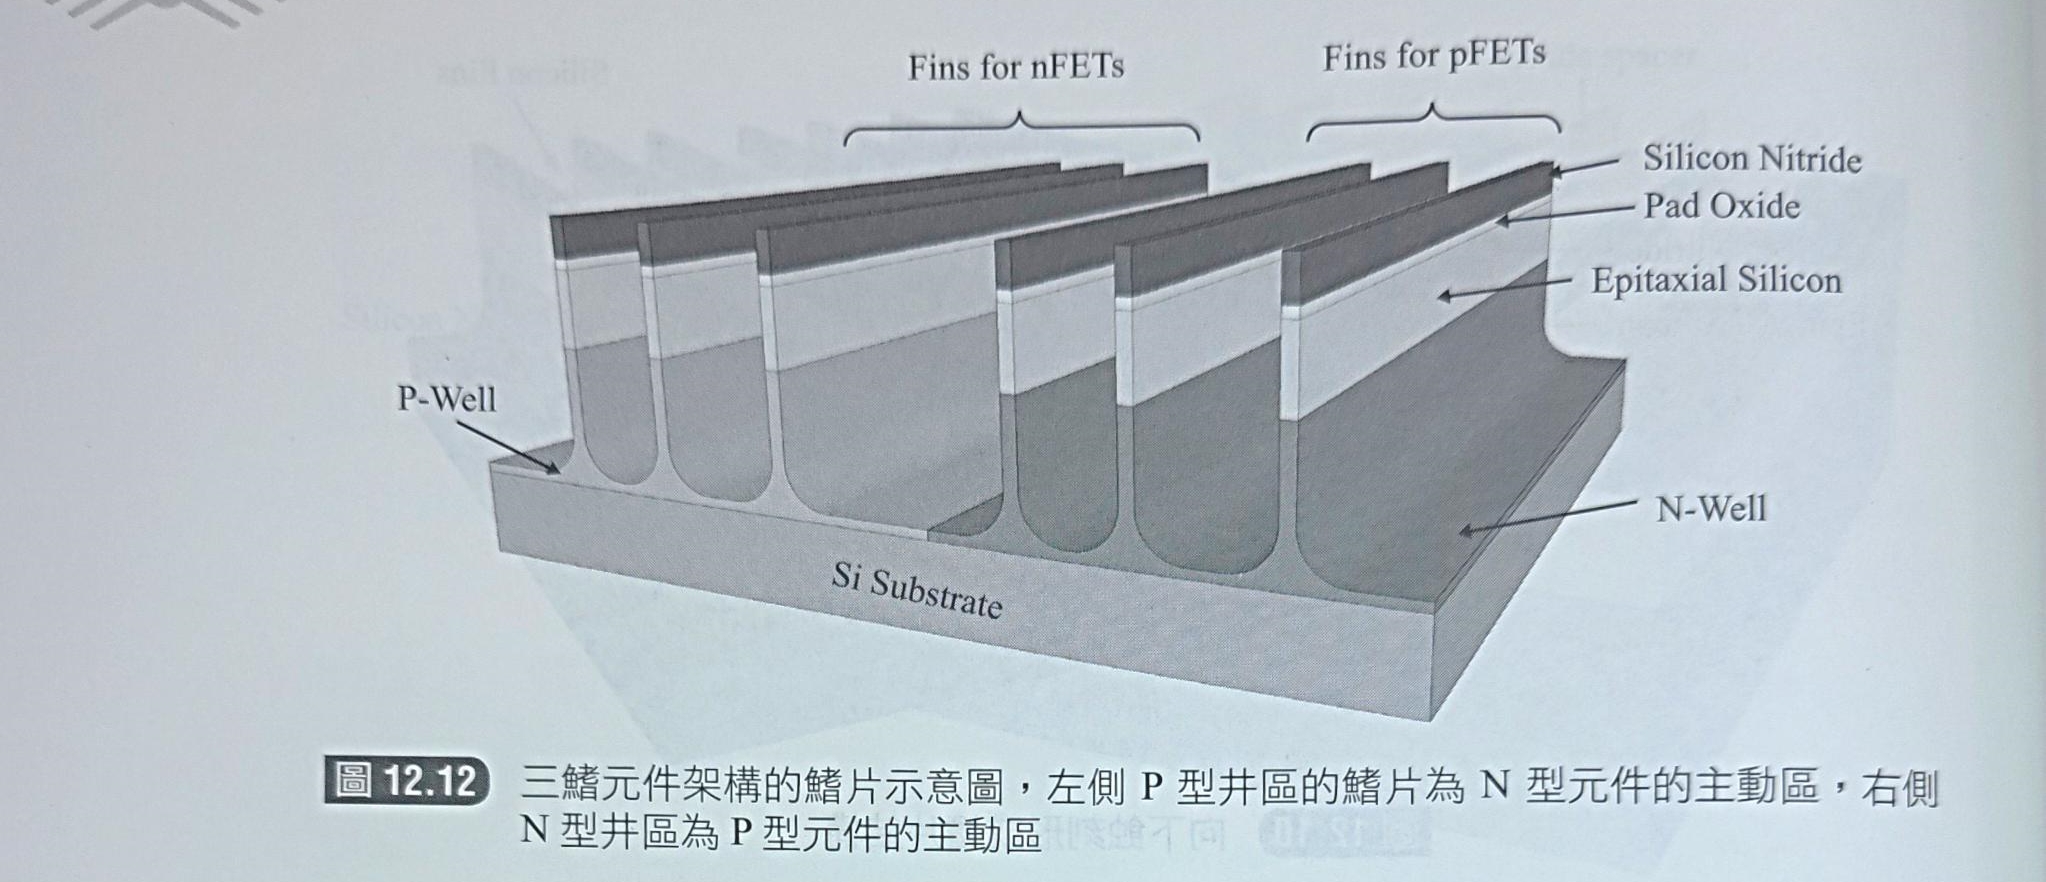 Fins for nFETs
Fins for pFETs
Silicon Nitride
Pad Oxide
Epitaxial Silicon
P-Well
N-Well
Si Substrate
圖 12.12 三鰭元件架構的鰭片示意圖，左側 P 型井區的鰭片為 N 型元件的主動區，右側
N 型井區為 P 型元件的主動區